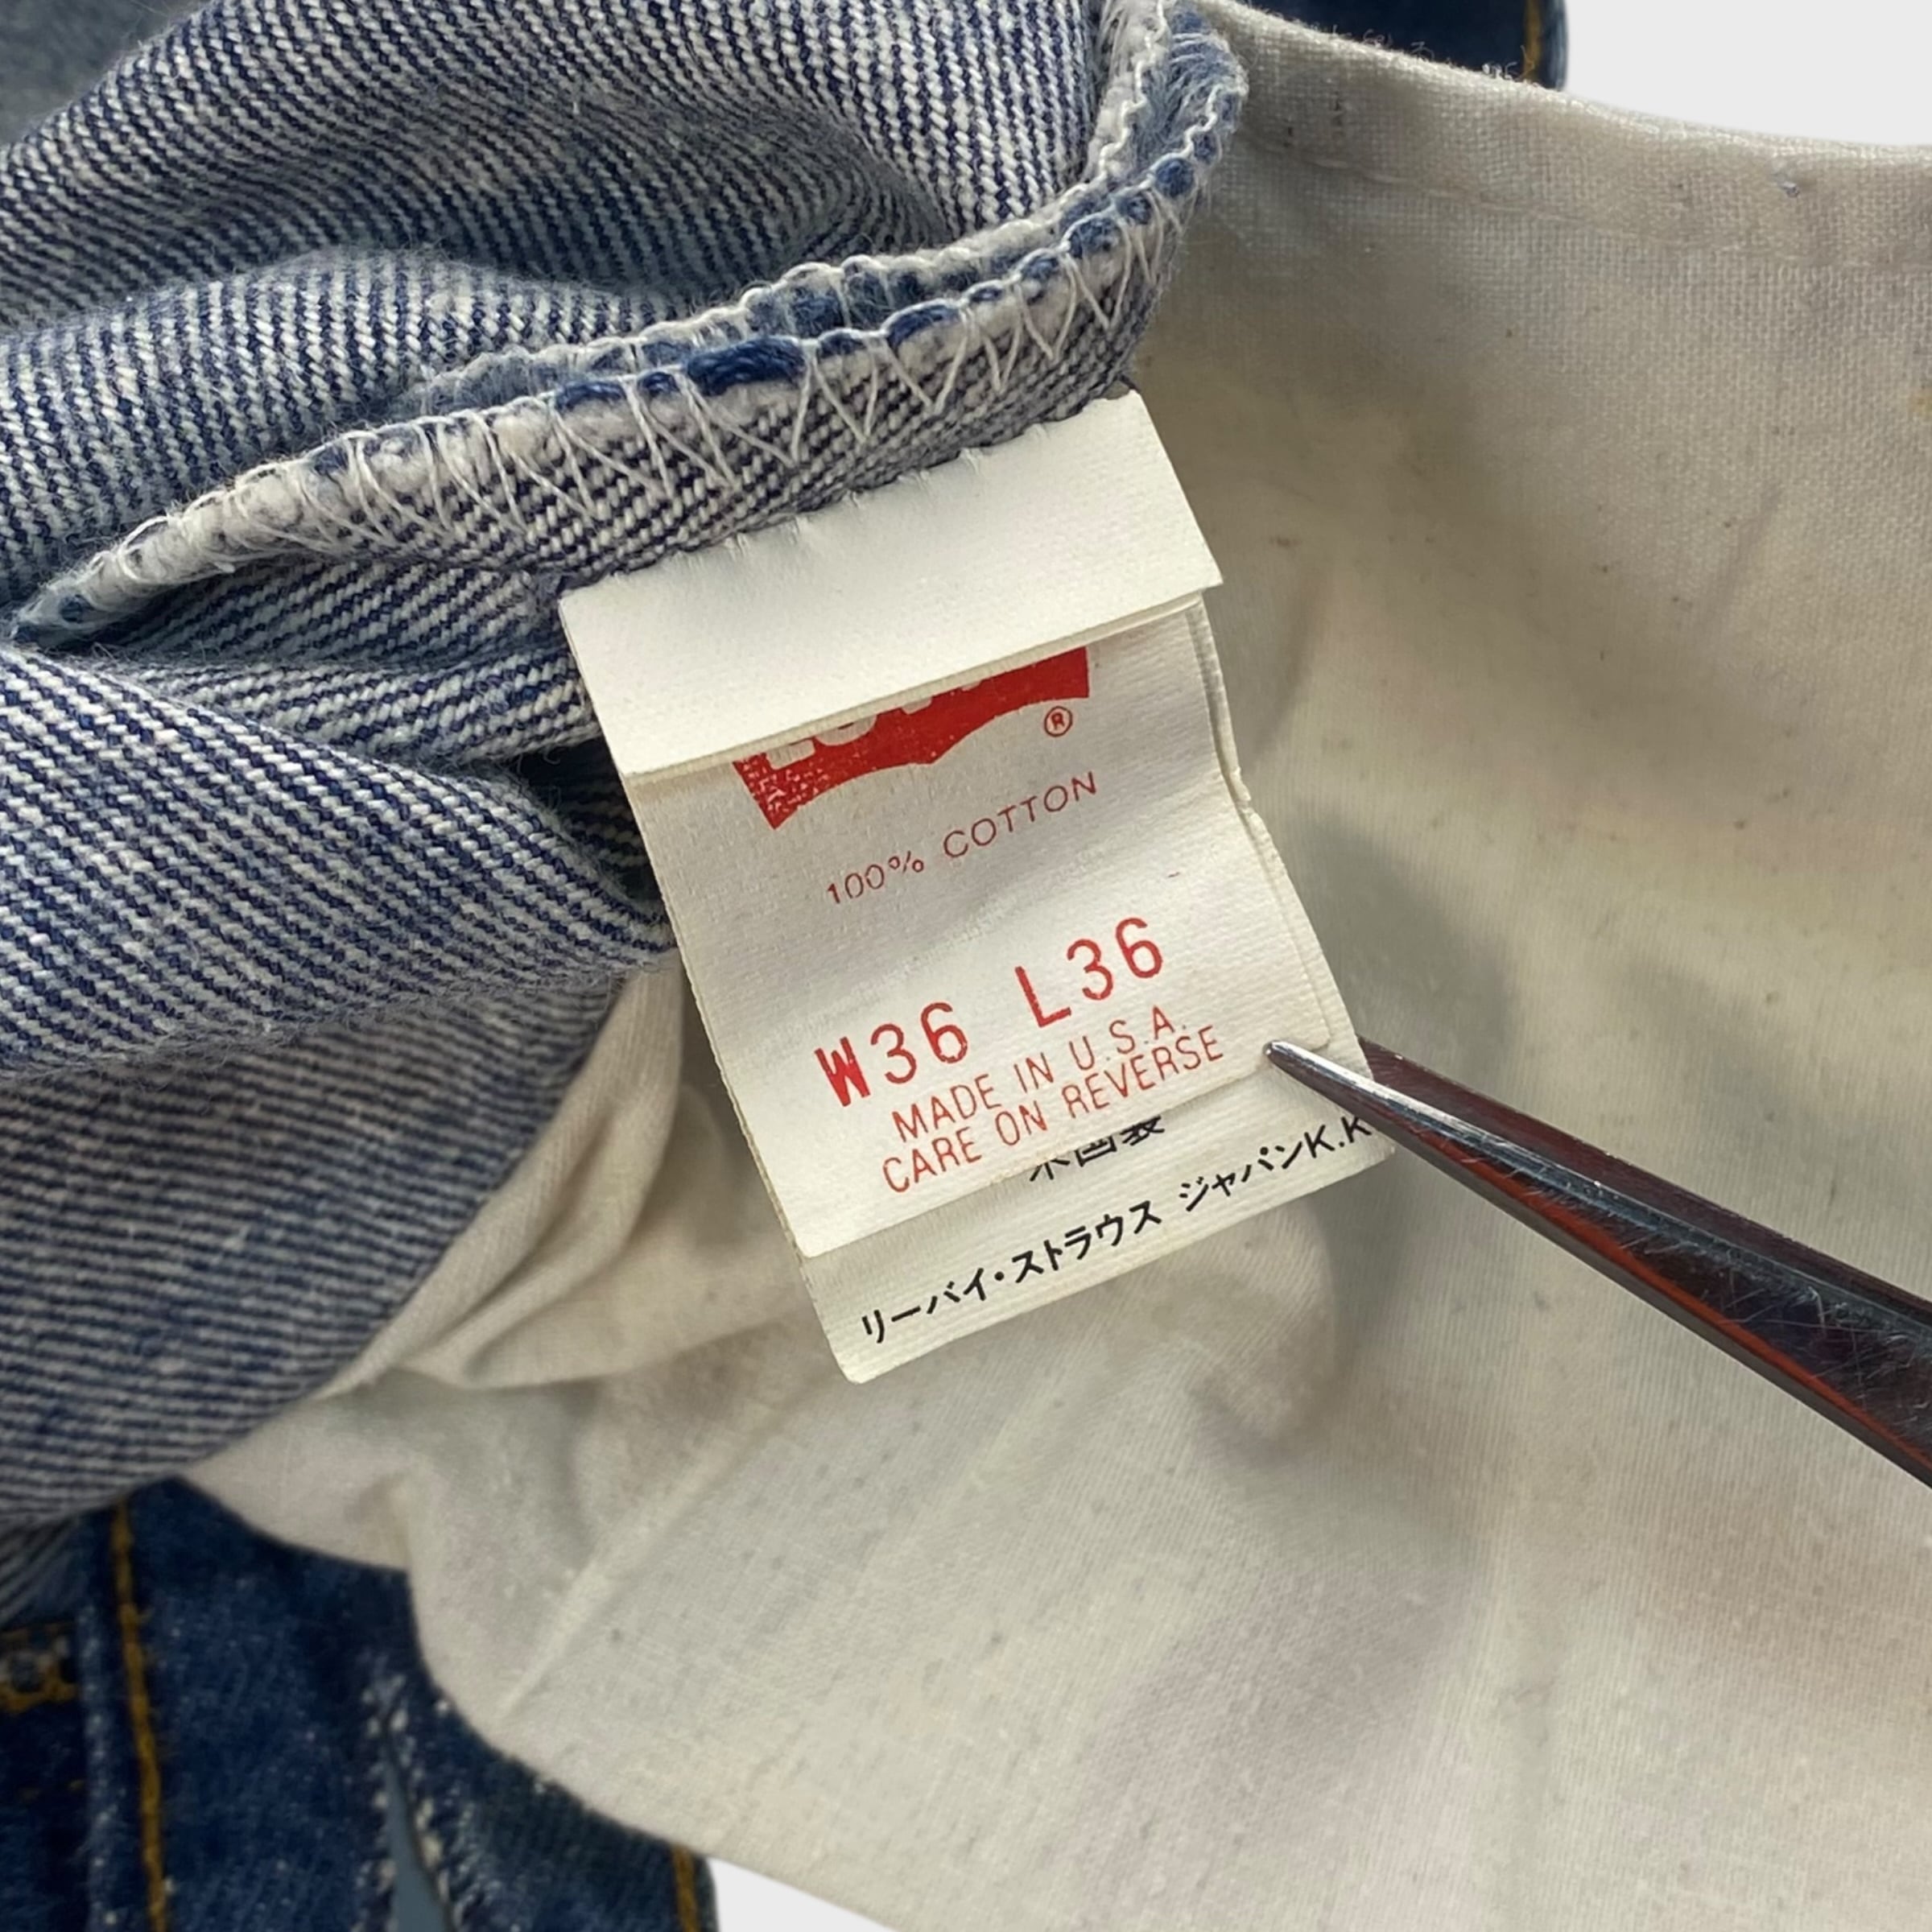 ®
100% COTTON
W36 L36
MADE IN U.S.A.
CARE ON REVERSE
リーバイ・ストラウス ジャパンK.K